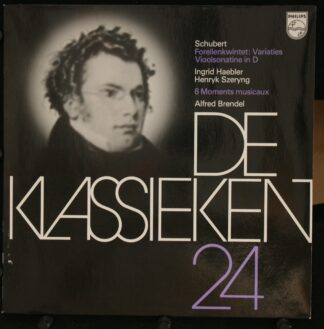 PHILIPS
Schubert
Forellenkwintet: Variaties
Vioolsonatine in D
Ingrid Haebler
Henryk Szeryng
6 Moments musicaux
Alfred Brendel
DE
KLASSIEKEN
24